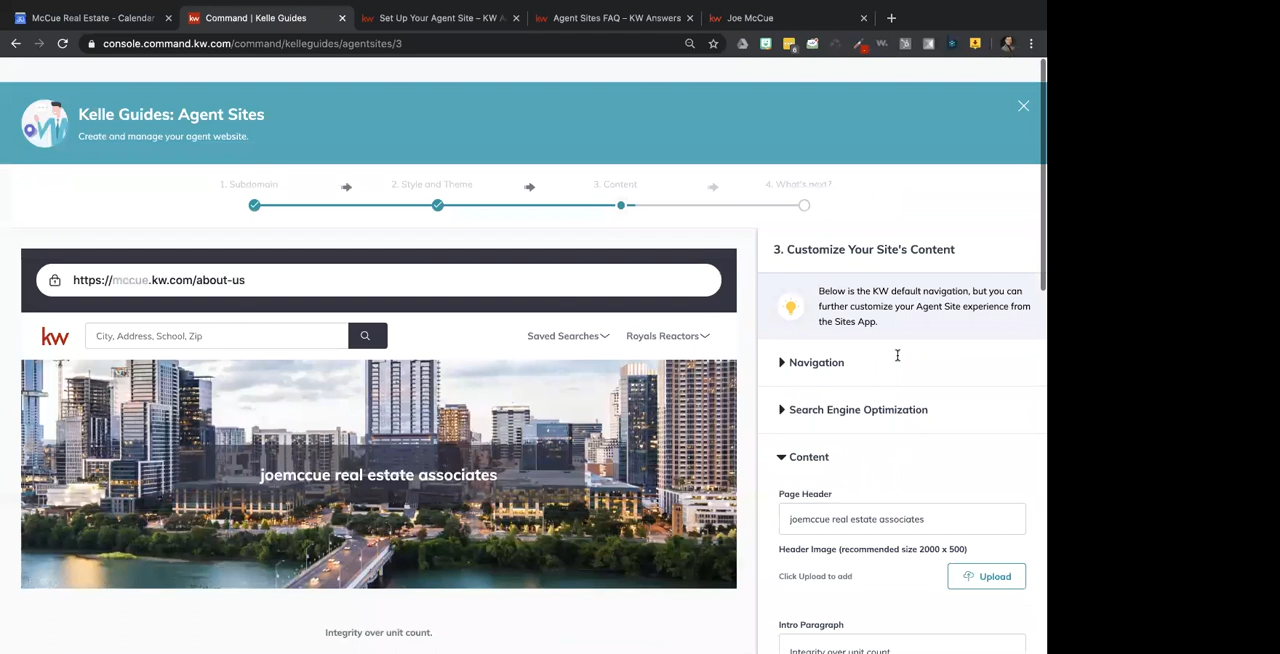 McCue Real Estate - Calenda
Command | Kelle Guides
Set Up Your Agent Site – KW A
Agent Sites FAQ – KW Answers
Joe McCue
console.command.kw.com/command/kelleguides/agentsites/3
Kelle Guides: Agent Sites
Create and manage your agent website.
1. Subdomain
2. Style and Theme
3. Content
4. What's next?
https://mccue.kw.com/about-us
kw
City, Address, School, Zip
Saved Searches
Royals Reactors
joemccue real estate associates
Integrity over unit count.
3. Customize Your Site's Content
Below is the KW default navigation, but you can
further customize your Agent Site experience from
the Sites App.
Navigation
Search Engine Optimization
Content
Page Header
joemccue real estate associates
Header Image (recommended size 2000 x 500)
Click Upload to add
Upload
Intro Paragraph
Integrity over unit count.